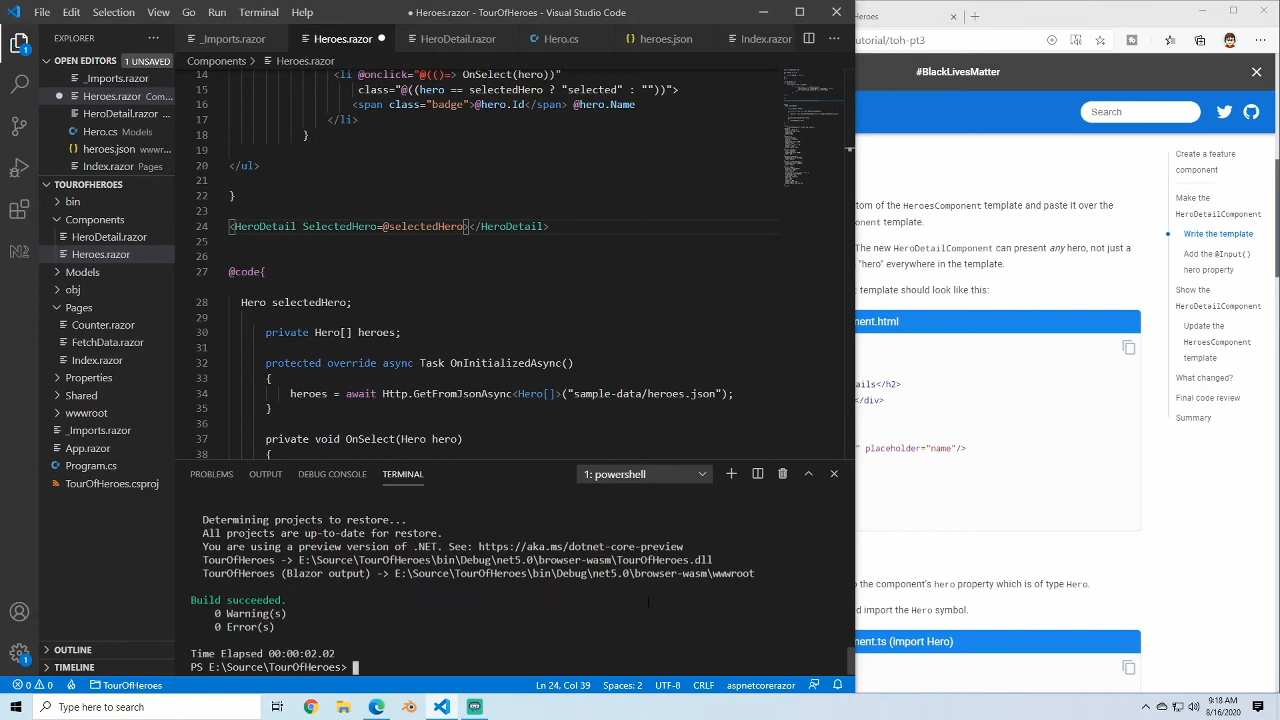 File Edit Selection View Go Run Terminal Help
● Heroes.razor - TourOfHeroes - Visual Studio Code
Heroes
EXPLORER
_Imports.razor
Heroes.razor
HeroDetail.razor
Hero.cs
heroes.json
Index.razor
utorial/toh-pt3
OPEN EDITORS 1 UNSAVED
Components > Heroes.razor
#BlackLivesMatter
_Imports.razor
Heroes.razor Com...
HeroDetail.razor ...
Hero.cs Models
heroes.json wwwr...
Index.razor Pages
TOUROFHEROES
bin
Components
HeroDetail.razor
Heroes.razor
Models
obj
Pages
Counter.razor
FetchData.razor
Index.razor
Properties
Shared
wwwroot
_Imports.razor
App.razor
Program.cs
TourOfHeroes.csproj
OUTLINE
TIMELINE
14 <li @onclick="@(()=> OnSelect(hero))"
15 class="@((hero == selectedHero ? "selected" : ""))">
16 <span class="badge">@hero.Id</span> @hero.Name
17 </li>
18 }
19
20 </ul>
21
22 }
23
24 <HeroDetail SelectedHero=@selectedHero></HeroDetail>
25
26
27 @code{
28 Hero selectedHero;
29
30 private Hero[] heroes;
31
32 protected override async Task OnInitializedAsync()
33 {
34 heroes = await Http.GetFromJsonAsync<Hero[]>("sample-data/heroes.json");
35 }
36
37 private void OnSelect(Hero hero)
38 {
PROBLEMS OUTPUT DEBUG CONSOLE TERMINAL
1: powershell
Determining projects to restore...
All projects are up-to-date for restore.
You are using a preview version of .NET. See: https://aka.ms/dotnet-core-preview
TourOfHeroes -> E:\Source\TourOfHeroes\bin\Debug\net5.0\browser-wasm\TourOfHeroes.dll
TourOfHeroes (Blazor output) -> E:\Source\TourOfHeroes\bin\Debug\net5.0\browser-wasm\wwwroot
Build succeeded.
0 Warning(s)
0 Error(s)
Time Elapsed 00:00:02.02
PS E:\Source\TourOfHeroes>
Search
Create a feature
component
Make the
HeroDetailComponent
Write the template
Add the @Input()
hero property
Show the
HeroDetailComponent
Update the
HeroesComponent
template
What changed?
Final code review
Summary
tom of the HeroesComponent template and paste it over the
onent template.
The new HeroDetailComponent can present any hero, not just a
"hero" everywhere in the template.
template should look like this:
nent.html
ails</h2>
</div>
" placeholder="name"/>
o the component's hero property which is of type Hero.
d import the Hero symbol.
nent.ts (import Hero)
0 0 TourOfHeroes
Ln 24, Col 39 Spaces: 2 UTF-8 CRLF aspnetcorerazor
1
1
N2
Type here to search
9:18 AM
8/16/2020